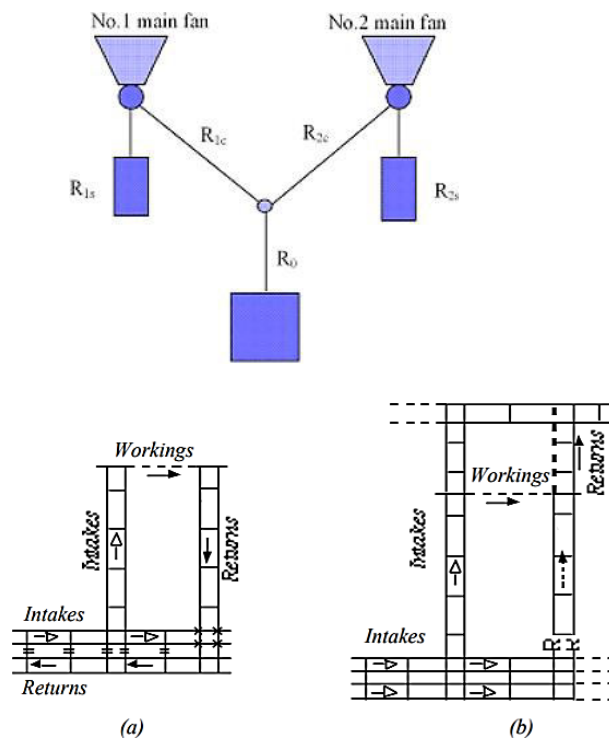 No.1 main fan
No.2 main fan
R1c
R2c
R1s
R2s
R0
Workings
Intakes
Returns
Intakes
Returns
(a)
Returns
Workings
Intakes
Intakes
R R
(b)